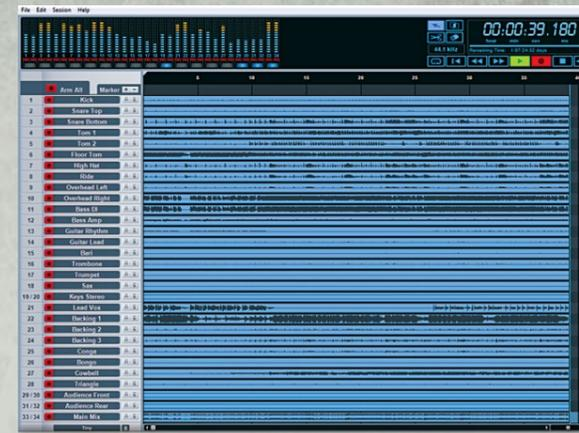 File Edit Session Help
00:00:39.180
44.1 kHz
Remaining Time:
5 10 15 20 25 30 35
Arm All Marker
1 Kick
2 Snare Top
3 Snare Bottom
4 Tom 1
5 Tom 2
6 Floor Tom
7 High Hat
8 Ride
9 Overhead Left
10 Overhead Right
11 Bass DI
12 Bass Amp
13 Guitar Rhythm
14 Guitar Lead
15 Bari
16 Trombone
17 Trumpet
18 Sax
19 / 20 Keys Stereo
21 Lead Vox
22 Backing 1
23 Backing 2
24 Backing 3
25 Conga
26 Bongo
27 Cowbell
28 Triangle
29 / 30 Audience Front
31 / 32 Audience Rear
33 / 34 Main Mix
Tiny